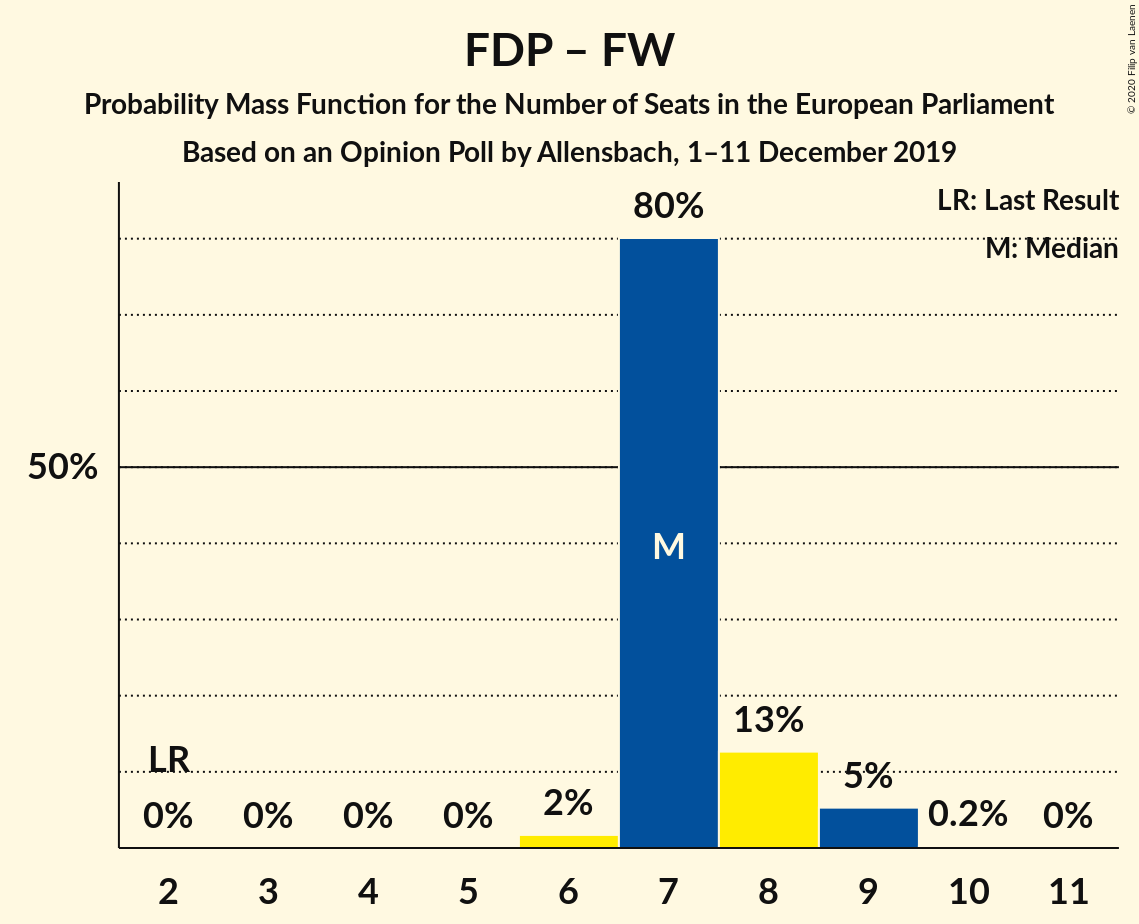 FDP – FW
Probability Mass Function for the Number of Seats in the European Parliament
Based on an Opinion Poll by Allensbach, 1–11 December 2019
© 2020 Filip van Laenen
LR: Last Result
M: Median
80%
50%
M
13%
LR
5%
0%
0%
0%
0%
2%
0.2%
0%
2
3
4
5
6
7
8
9
10
11